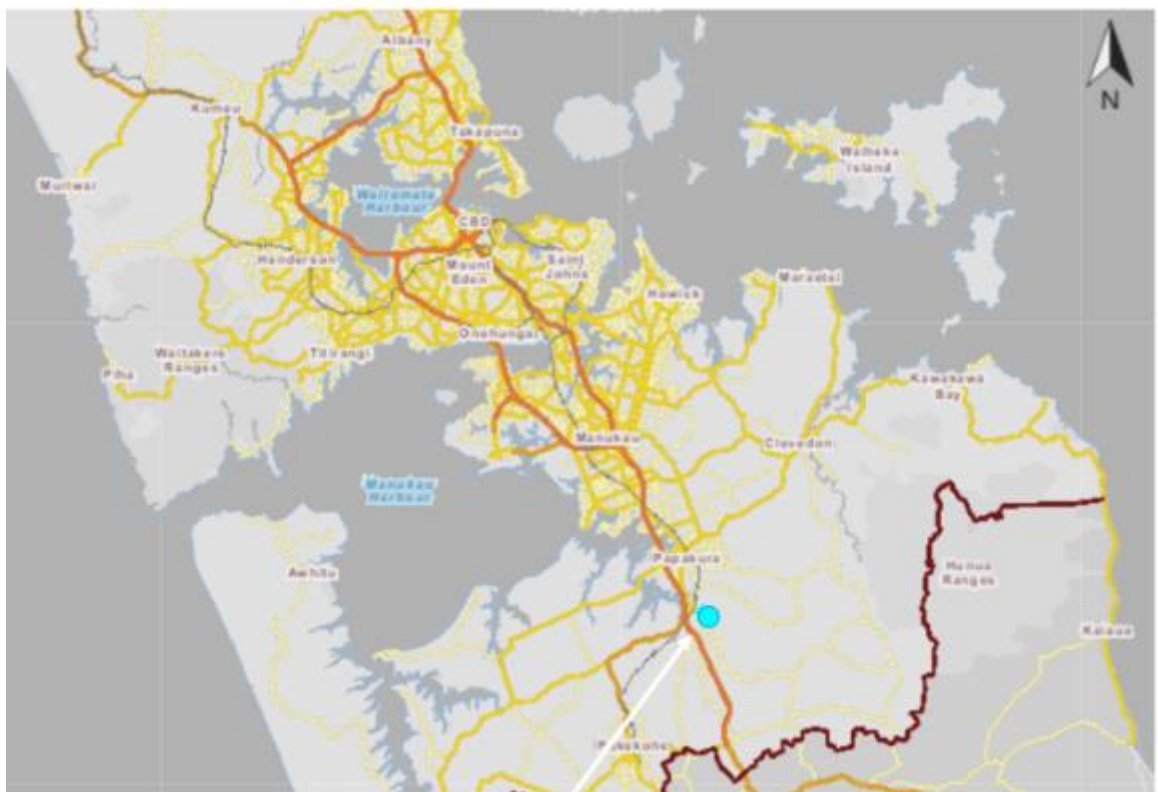 N
Albany
Kumeu
Takapuna
Waiheke
Island
Muriwai
Waitemata
Harbour
CBD
Henderson
Mount
Eden
Saint
Johns
Maraetai
Howick
Onehunga
Titirangi
Waitakere
Ranges
Piha
Kawakawa
Bay
Manukau
Clevedon
Manukau
Harbour
Papakura
Hunua
Ranges
Awhitu
Kaiaua
Pukekohe